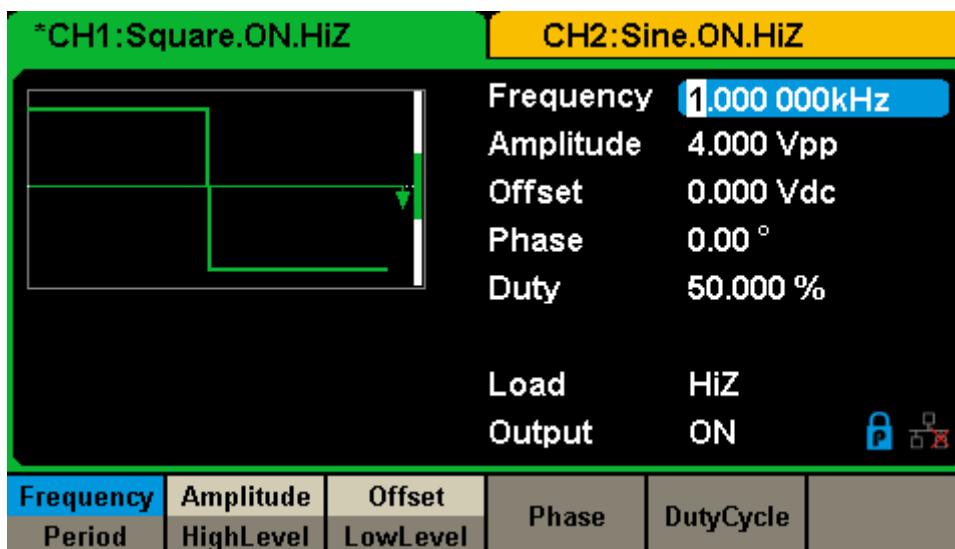 *CH1:Square.ON.HiZ CH2:Sine.ON.HiZ
Frequency 1.000 000kHz
Amplitude 4.000 Vpp
Offset 0.000 Vdc
Phase 0.00 °
Duty 50.000 %
Load HiZ
Output ON P
Frequency Amplitude Offset Phase DutyCycle
Period HighLevel LowLevel